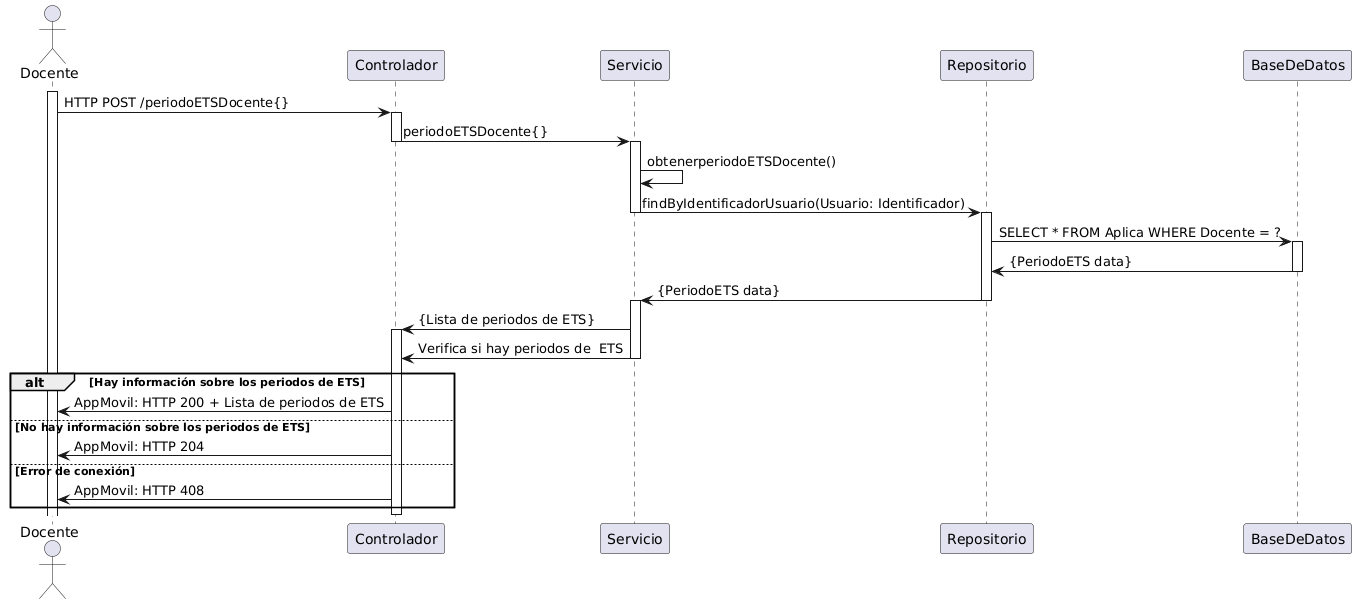 Docente
Controlador
Servicio
Repositorio
BaseDeDatos
HTTP POST /periodoETSDocente{}
periodoETSDocente{}
obtenerperiodoETSDocente()
findByIdentificadorUsuario(Usuario: Identificador)
SELECT * FROM Aplica WHERE Docente = ?
{PeriodoETS data}
{PeriodoETS data}
{Lista de periodos de ETS}
Verifica si hay periodos de  ETS
alt [Hay información sobre los periodos de ETS]
AppMovil: HTTP 200 + Lista de periodos de ETS
[No hay información sobre los periodos de ETS]
AppMovil: HTTP 204
[Error de conexión]
AppMovil: HTTP 408
Docente
Controlador
Servicio
Repositorio
BaseDeDatos